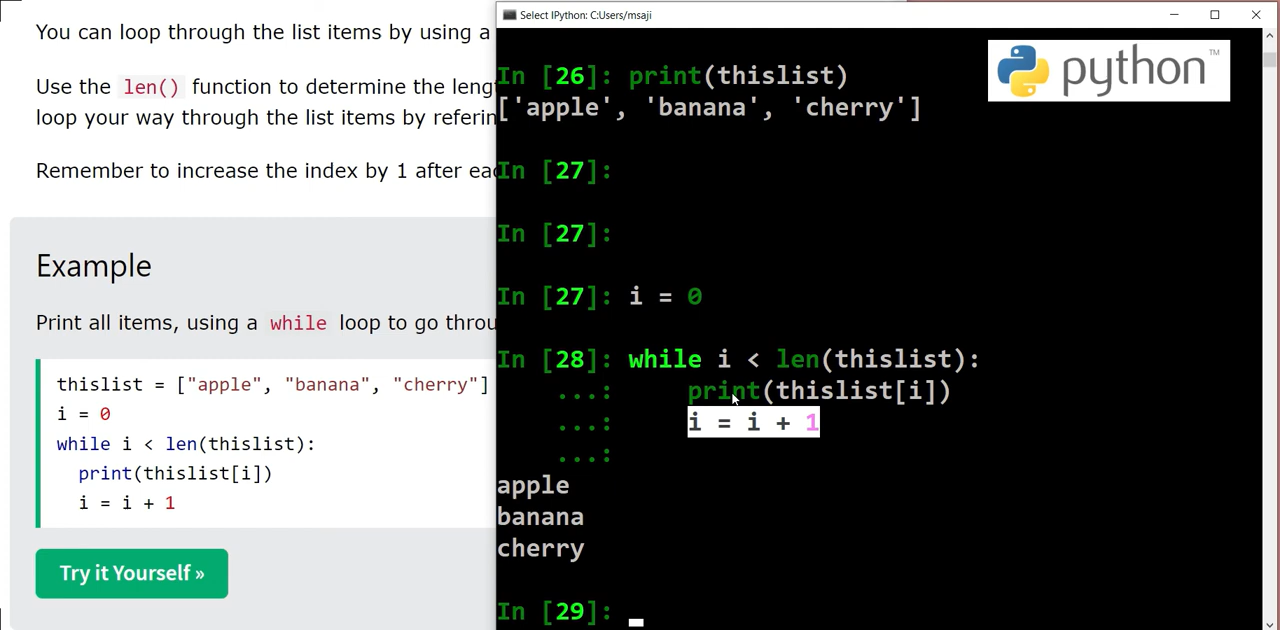 You can loop through the list items by using a
Use the len() function to determine the leng
loop your way through the list items by referin
Remember to increase the index by 1 after eac
Example
Print all items, using a while loop to go throu
thislist = ["apple", "banana", "cherry"]
i = 0
while i < len(thislist):
  print(thislist[i])
  i = i + 1
Try it Yourself »
Select IPython: C:Users/msaji
python™
In [26]: print(thislist)
['apple', 'banana', 'cherry']
In [27]:
In [27]:
In [27]: i = 0
In [28]: while i < len(thislist):
    ...:     print(thislist[i])
    ...:     i = i + 1
    ...:
apple
banana
cherry
In [29]: